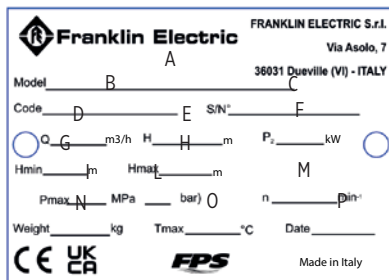 Franklin Electric
FRANKLIN ELECTRIC S.r.l.
Via Asolo, 7
36031 Dueville (VI) - ITALY
A
Model B C
Code D E S/N° F
Q G m3/h H H m P₂ kW
Hmin I m Hmax L m M
Pmax N MPa bar) O n P min⁻¹
Weight kg Tmax °C Date
CE UK CA FPS Made in Italy